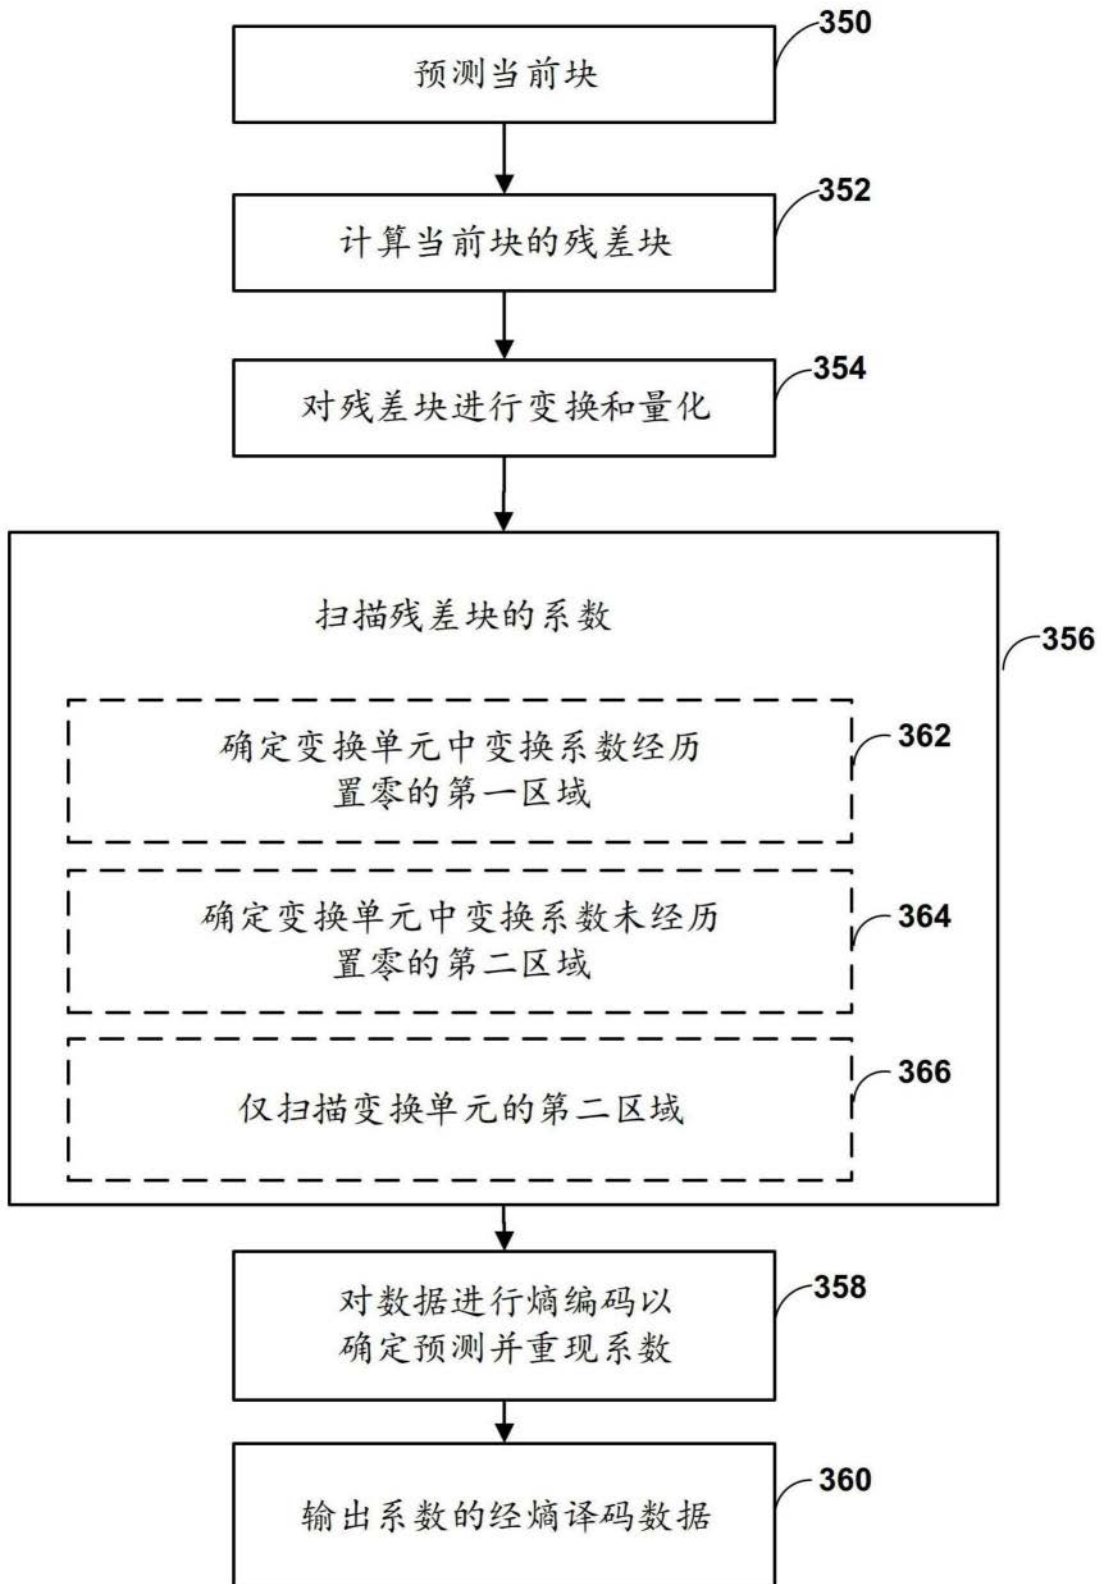 350
预测当前块
352
计算当前块的残差块
354
对残差块进行变换和量化
扫描残差块的系数
356
确定变换单元中变换系数经历
置零的第一区域
362
确定变换单元中变换系数未经历
置零的第二区域
364
仅扫描变换单元的第二区域
366
对数据进行熵编码以
确定预测并重现系数
358
输出系数的经熵译码数据
360